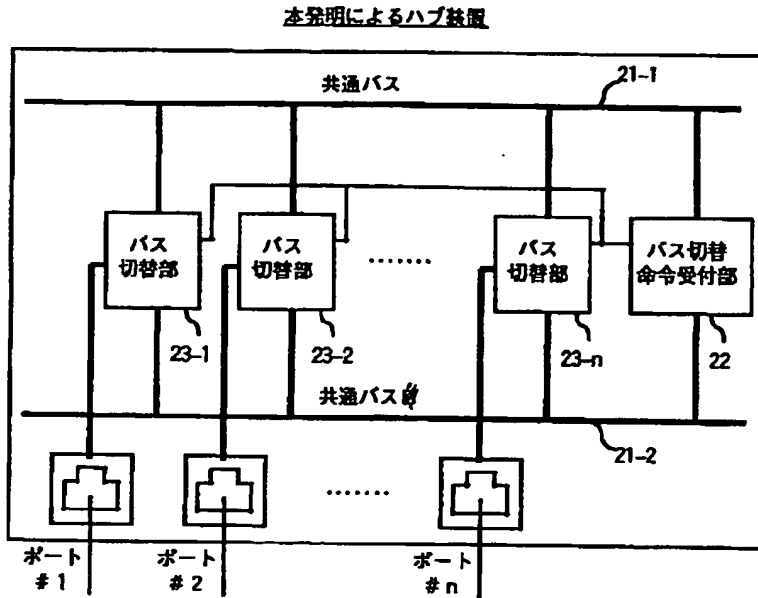 本発明によるハブ装置
共通バス
21-1
バス
切替部
バス
切替部
.......
バス
切替部
バス切替
命令受付部
23-1
23-2
23-n
22
共通バス
21-2
.......
ポート
#1
ポート
#2
ポート
#n